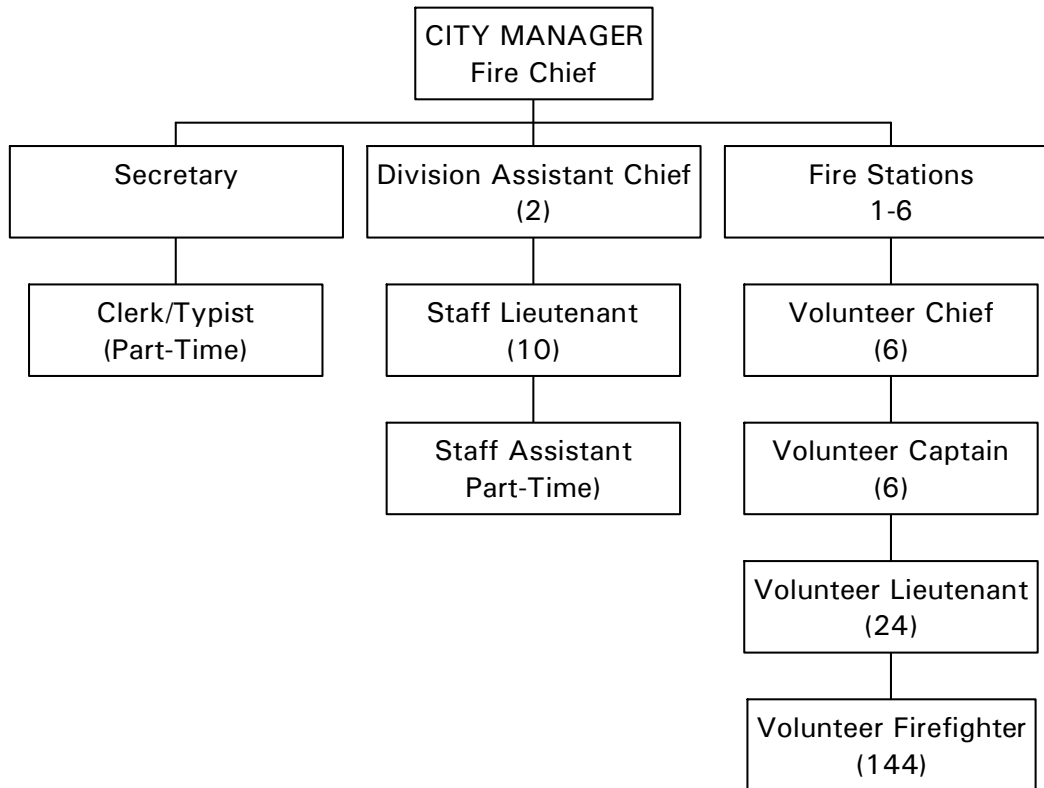 CITY MANAGER
Fire Chief
Secretary
Division Assistant Chief
(2)
Fire Stations
1-6
Clerk/Typist
(Part-Time)
Staff Lieutenant
(10)
Volunteer Chief
(6)
Staff Assistant
Part-Time)
Volunteer Captain
(6)
Volunteer Lieutenant
(24)
Volunteer Firefighter
(144)